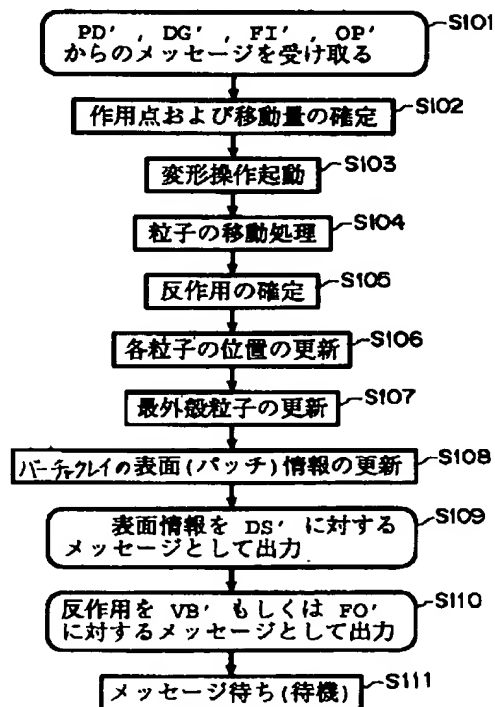 PD′, DG′, FI′, OP′ S101
からのメッセージを受け取る
作用点および移動量の確定 S102
変形操作起動 S103
粒子の移動処理 S104
反作用の確定 S105
各粒子の位置の更新 S106
最外殻粒子の更新 S107
バーチャクレイの表面(パッチ)情報の更新 S108
表面情報を DS′ に対する S109
メッセージとして出力
反作用を VB′ もしくは FO′ S110
に対するメッセージとして出力
メッセージ待ち(待機) S111